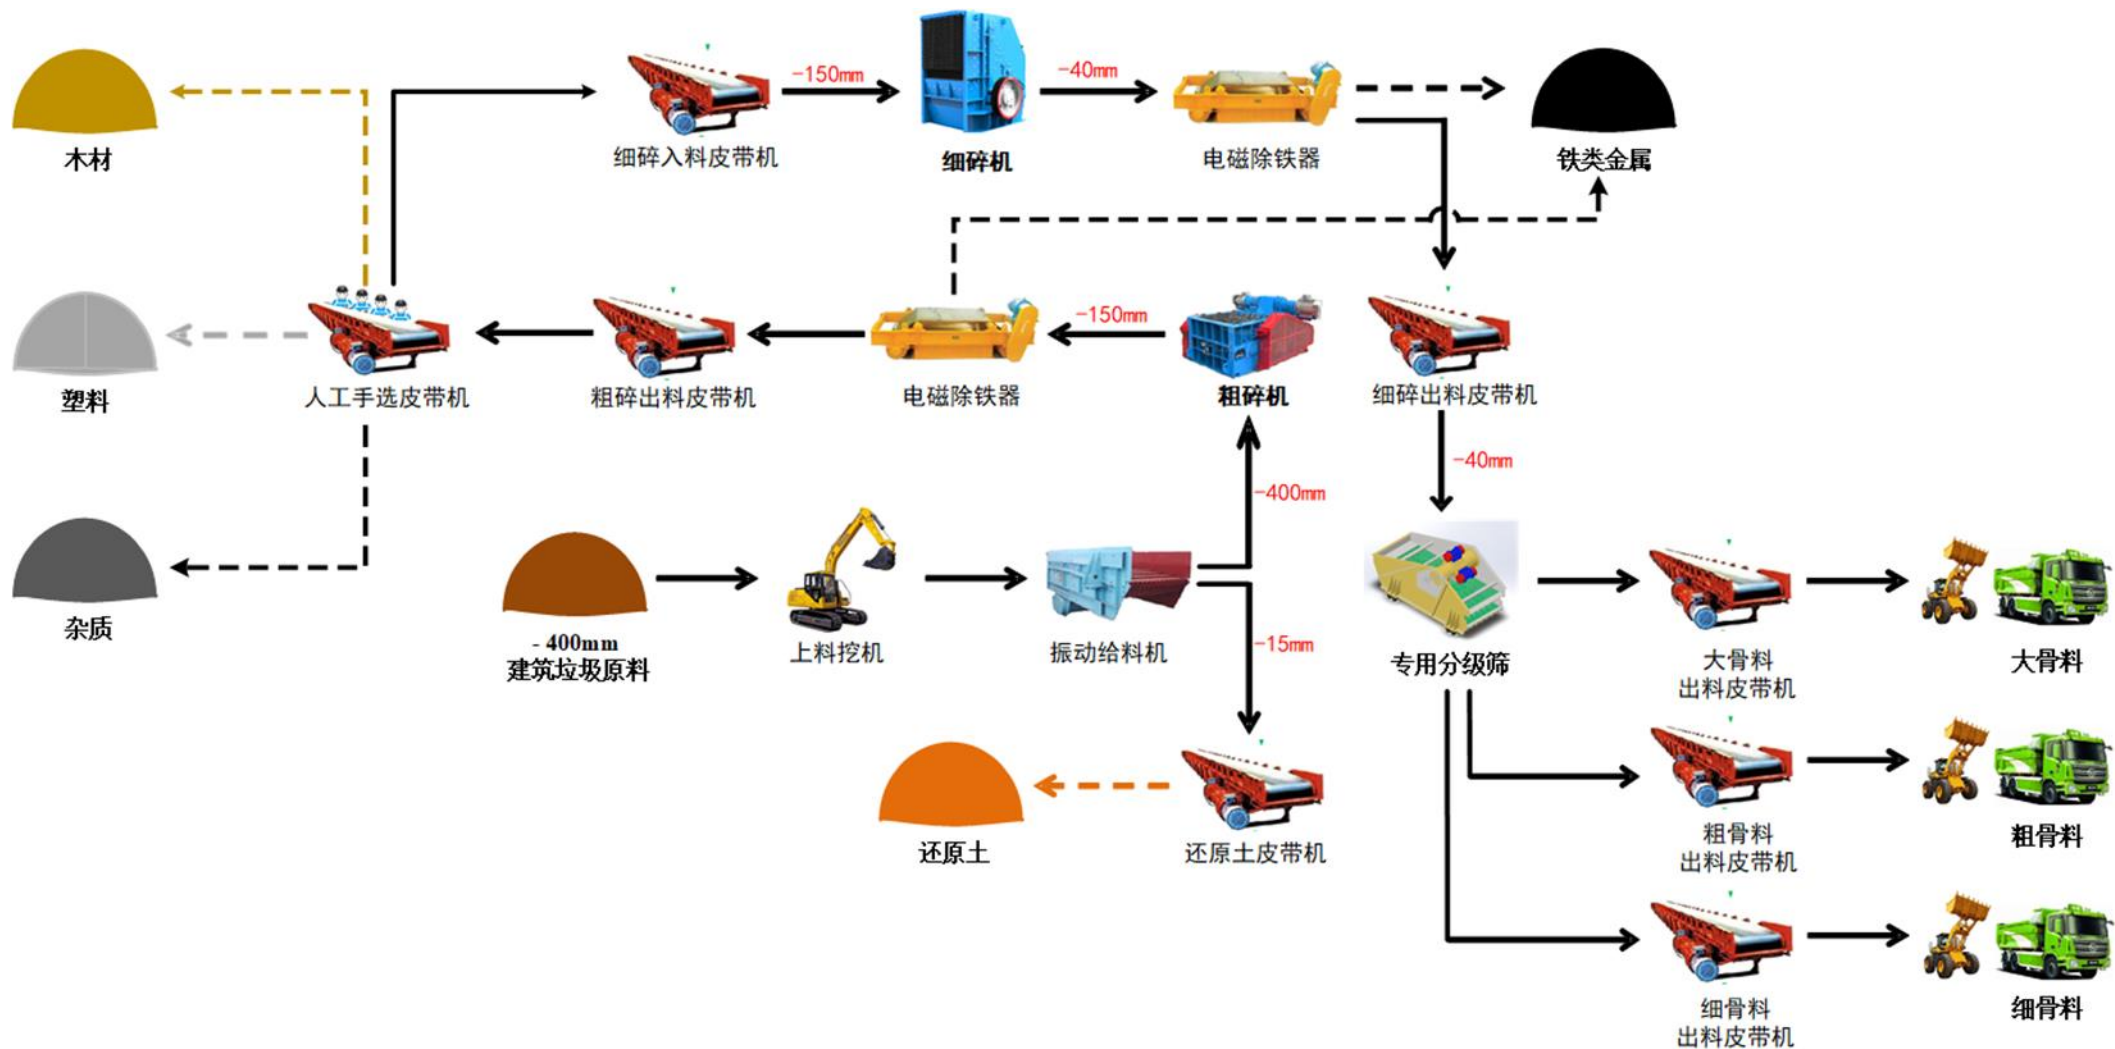 -150mm
-40mm
木材
细碎入料皮带机
细碎机
电磁除铁器
铁类金属
-150mm
塑料
人工手选皮带机
粗碎出料皮带机
电磁除铁器
粗碎机
细碎出料皮带机
-40mm
-400mm
杂质
- 400mm
建筑垃圾原料
上料挖机
振动给料机
-15mm
专用分级筛
大骨料
出料皮带机
大骨料
还原土
还原土皮带机
粗骨料
出料皮带机
粗骨料
细骨料
出料皮带机
细骨料